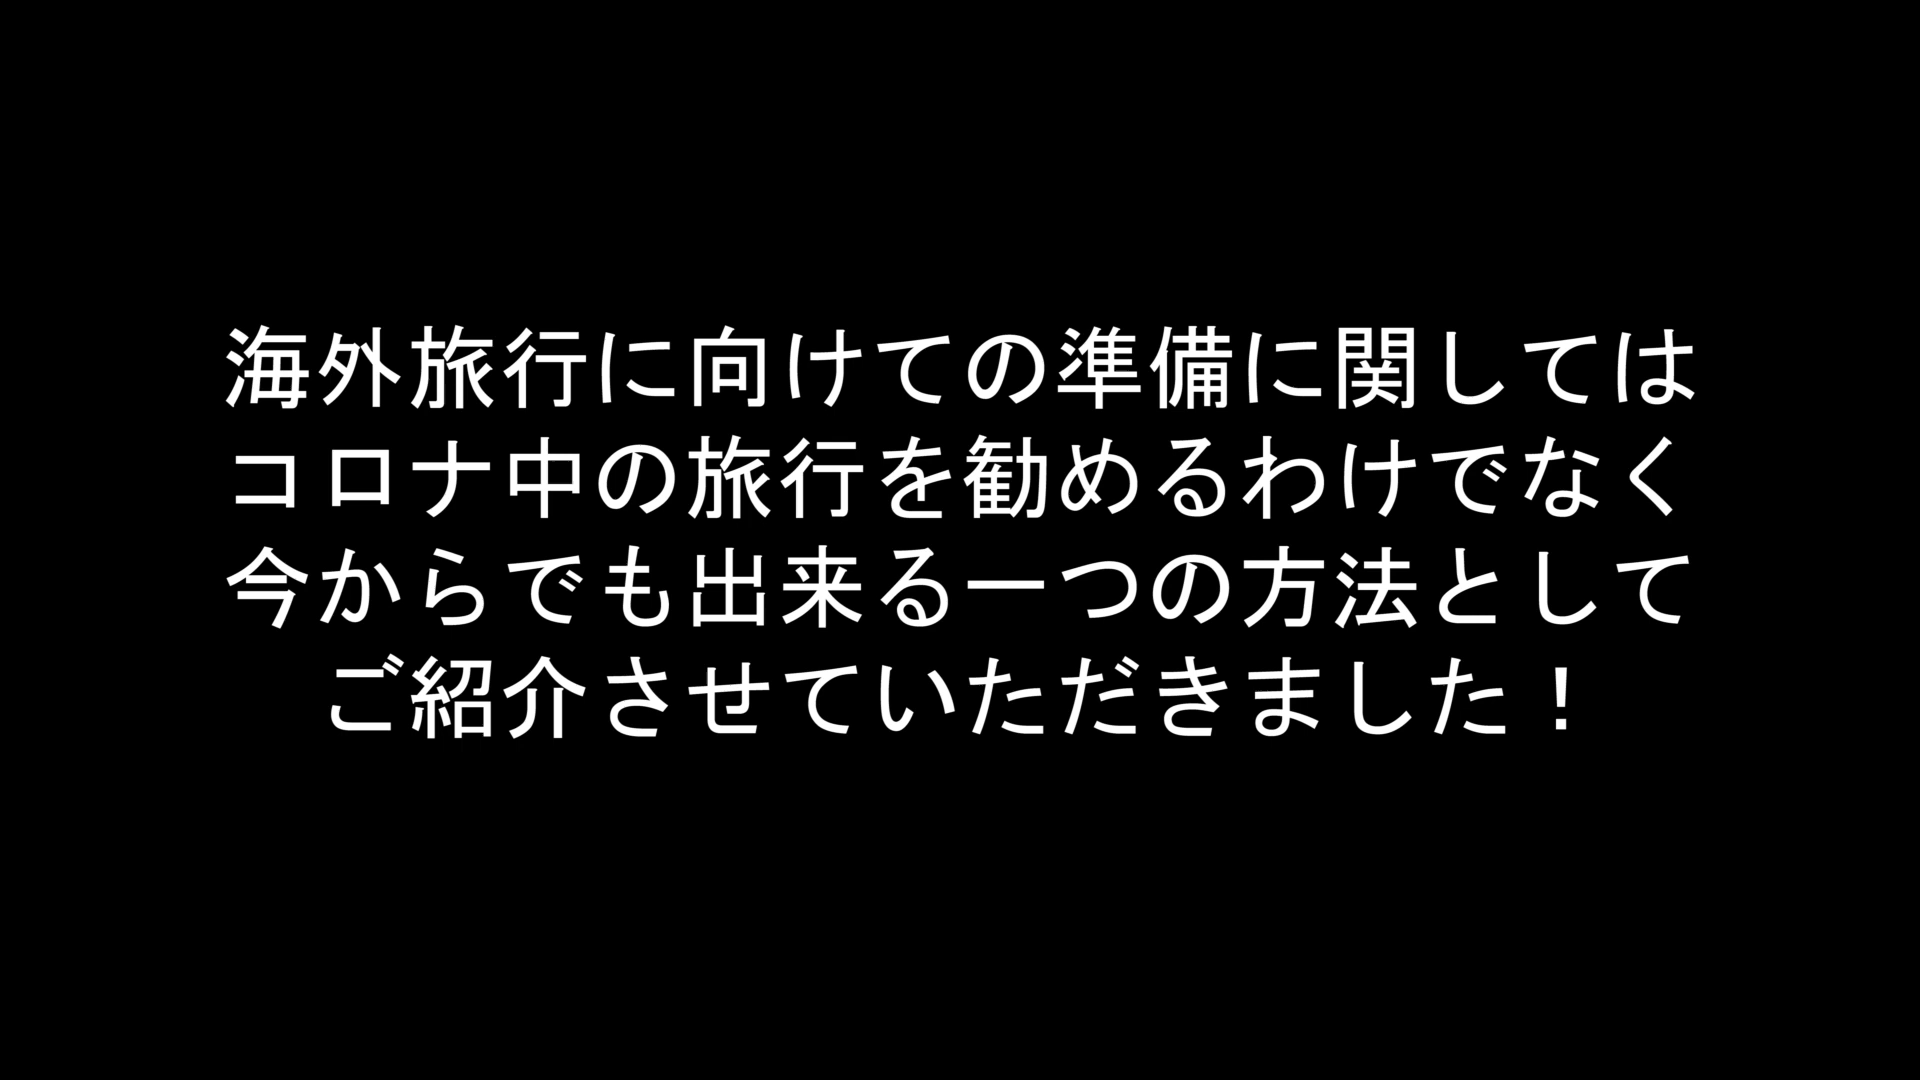 海外旅行に向けての準備に関しては
コロナ中の旅行を勧めるわけでなく
今からでも出来る一つの方法として
ご紹介させていただきました！